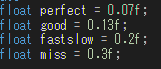 float perfect = 0.07f;
float good = 0.13f;
float fastslow = 0.2f;
float miss = 0.3f;